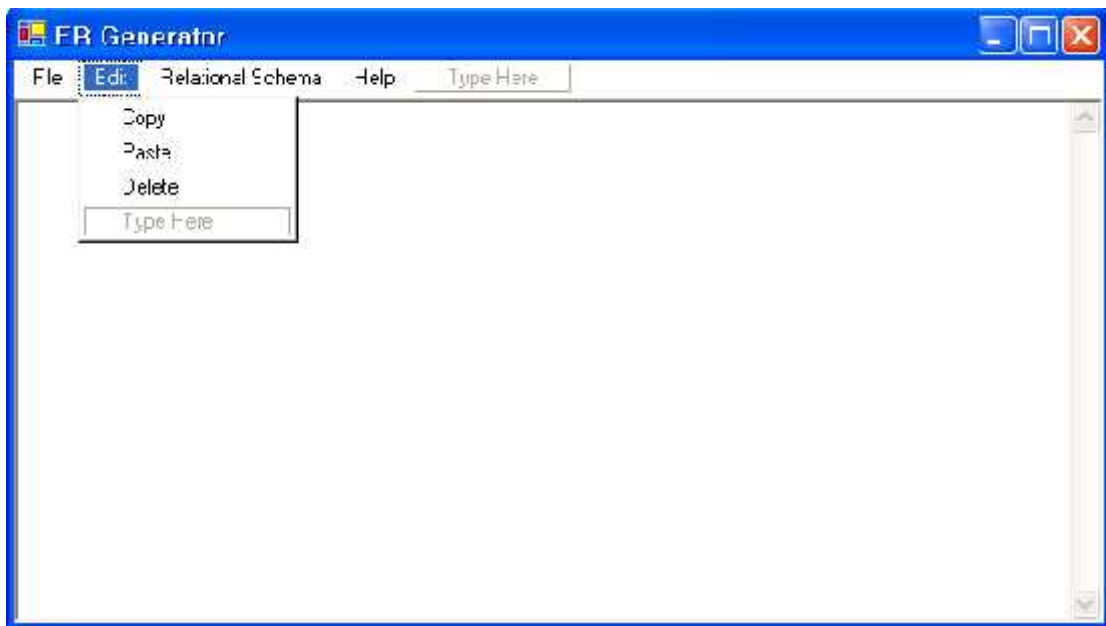 ER Generator
File Edit Relational Schema Help Type Here
Copy
Paste
Delete
Type Here